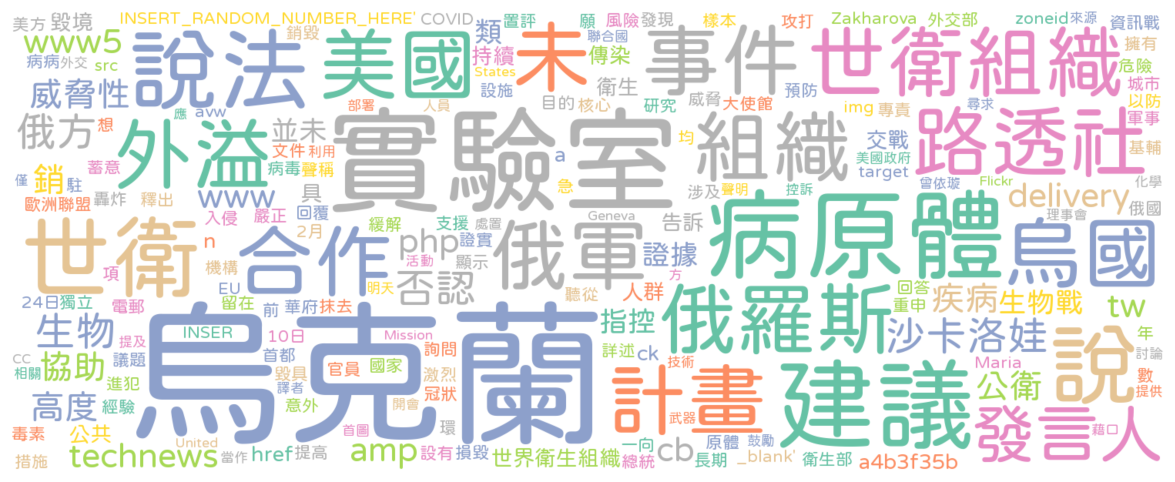 美方 毀境 INSERT_RANDOM_NUMBER_HERE' COVID 置評 願 風險 發現 樣本 攻打 Zakharova 外交部 zoneid 來源 資訊戰
www5 銷毀 類 持續 聯合國 傳染 擁有
病病 外交 src 說法 美國 States 未 事件 世衛組織 危險
威脅性 設施 衛生 預防 img 專責 尋求 城市 以防
俄方 想 應 avw 部署 人員 目的 核心 研究 威脅 大使館 軍事
外溢 並未 文件 利用 實驗室 a 均 組織 交戰 路透社 基輔
蓄意 病毒 聲稱 急 美國政府 target
僅 駐 銷 www 具 涉及 聲明 控訴 曾依璇 Flickr 化學
歐洲聯盟 轟炸 釋出 入侵 嚴正 回覆 緩解 支援 處置 Geneva 告訴 病原體 delivery 理事會 俄國
世衛 n 2月 合作 php 證實 俄軍 證據 烏國
項 機構 活動 顯示 方
EU 明天 否認 聽從 人群 回答 疾病 生物戰
24日 獨立 電郵 留在 前 華府 抹去 重申 tw
生物 提及 INSER 10日 Mission 指控 俄羅斯 沙卡洛娃 年
CC 議題 首都 官員 國家 詢問 烏克蘭 詳述 ck 技術 Maria 討論
相關 協助 進犯 毀具 激烈 計畫 建議 公衛 說 數 提供
高度 經驗 譯者 意外 開會 冠狀 武器 藉口
毒素 公共 首圖 環 一向 原體 鼓勵 發言人
technews United href 提高 amp 設有 損毀 世界衛生組織 cb _blank'
措施 當作 總統 長期 衛生部 a4b3f35b